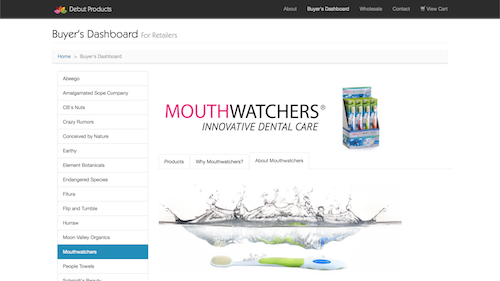 Debut Products
About
Buyer's Dashboard
Wholesale
Contact
View Cart
Buyer's Dashboard For Retailers
Home » Buyer's Dashboard
Abeego
Amalgamated Sope Company
CB's Nuts
Crazy Rumors
Conceived by Nature
Earthy
Element Botanicals
Endangered Species
Fiture
Flip and Tumble
Hurraw
Moon Valley Organics
Mouthwatchers
People Towels
MOUTHWATCHERS®
INNOVATIVE DENTAL CARE
Products
Why Mouthwatchers?
About Mouthwatchers